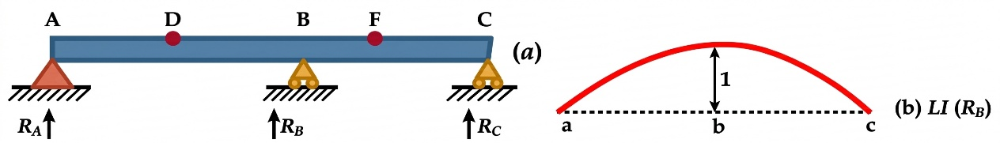 A D B F C
(a)
R_A R_B R_C
1
a b c
(b) LI (R_B)